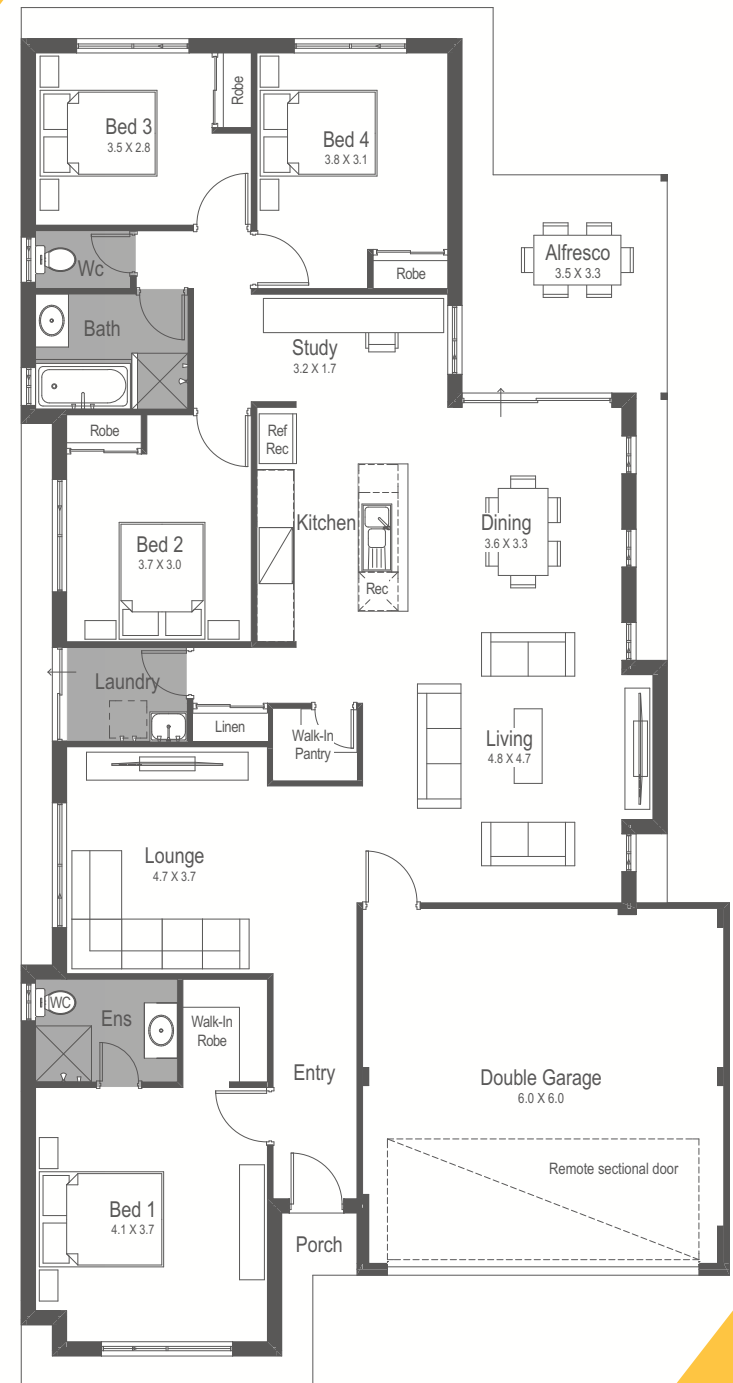 Bed 3
3.5 X 2.8
Robe
Bed 4
3.8 X 3.1
Robe
Wc
Bath
Alfresco
3.5 X 3.3
Study
3.2 X 1.7
Robe
Ref
Rec
Kitchen
Rec
Dining
3.6 X 3.3
Bed 2
3.7 X 3.0
Laundry
Linen
Walk-In
Pantry
Living
4.8 X 4.7
Lounge
4.7 X 3.7
WC
Ens
Walk-In
Robe
Entry
Double Garage
6.0 X 6.0
Remote sectional door
Bed 1
4.1 X 3.7
Porch